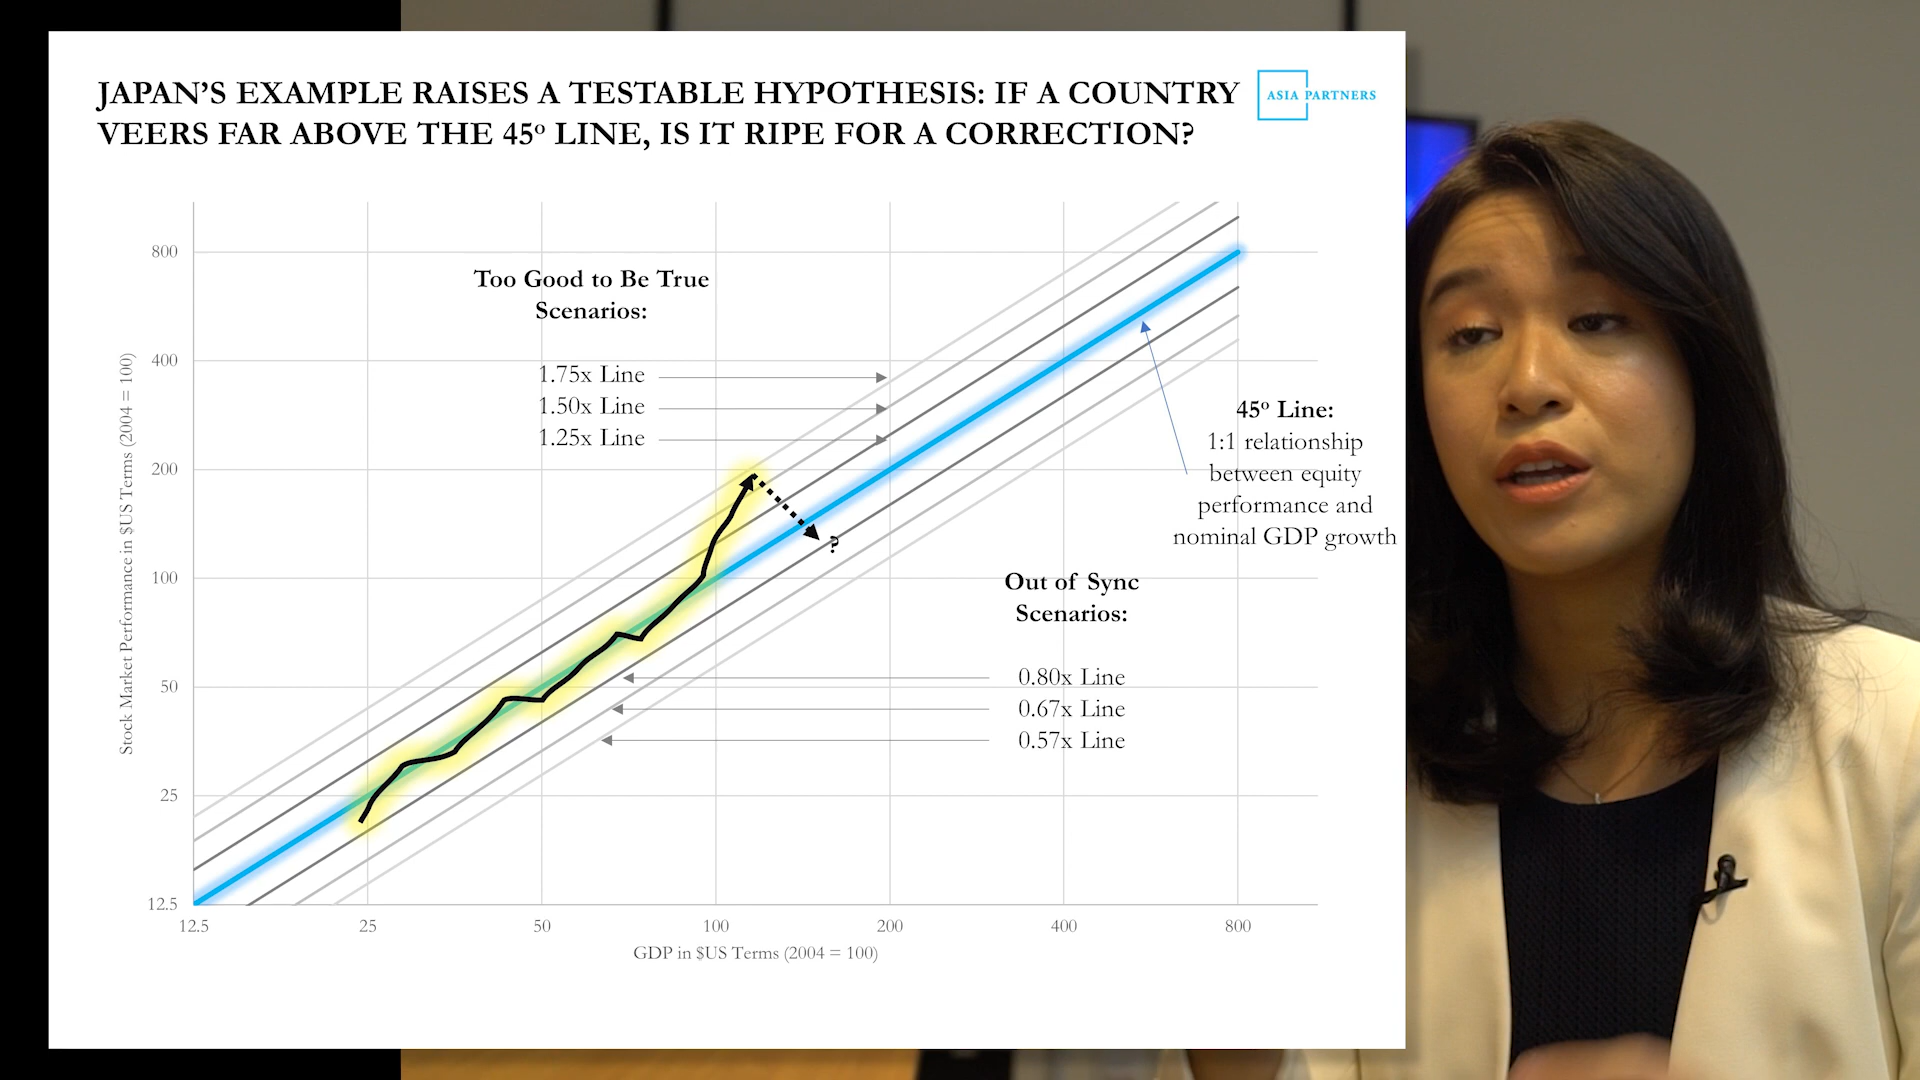 JAPAN'S EXAMPLE RAISES A TESTABLE HYPOTHESIS: IF A COUNTRY
VEERS FAR ABOVE THE 45º LINE, IS IT RIPE FOR A CORRECTION?
ASIA PARTNERS
Stock Market Performance in $US Terms (2004 = 100)
800
400
200
100
50
25
12.5
Too Good to Be True
Scenarios:
1.75x Line
1.50x Line
1.25x Line
?
45º Line:
1:1 relationship
between equity
performance and
nominal GDP growth
Out of Sync
Scenarios:
0.80x Line
0.67x Line
0.57x Line
12.5
25
50
100
200
400
800
GDP in $US Terms (2004 = 100)